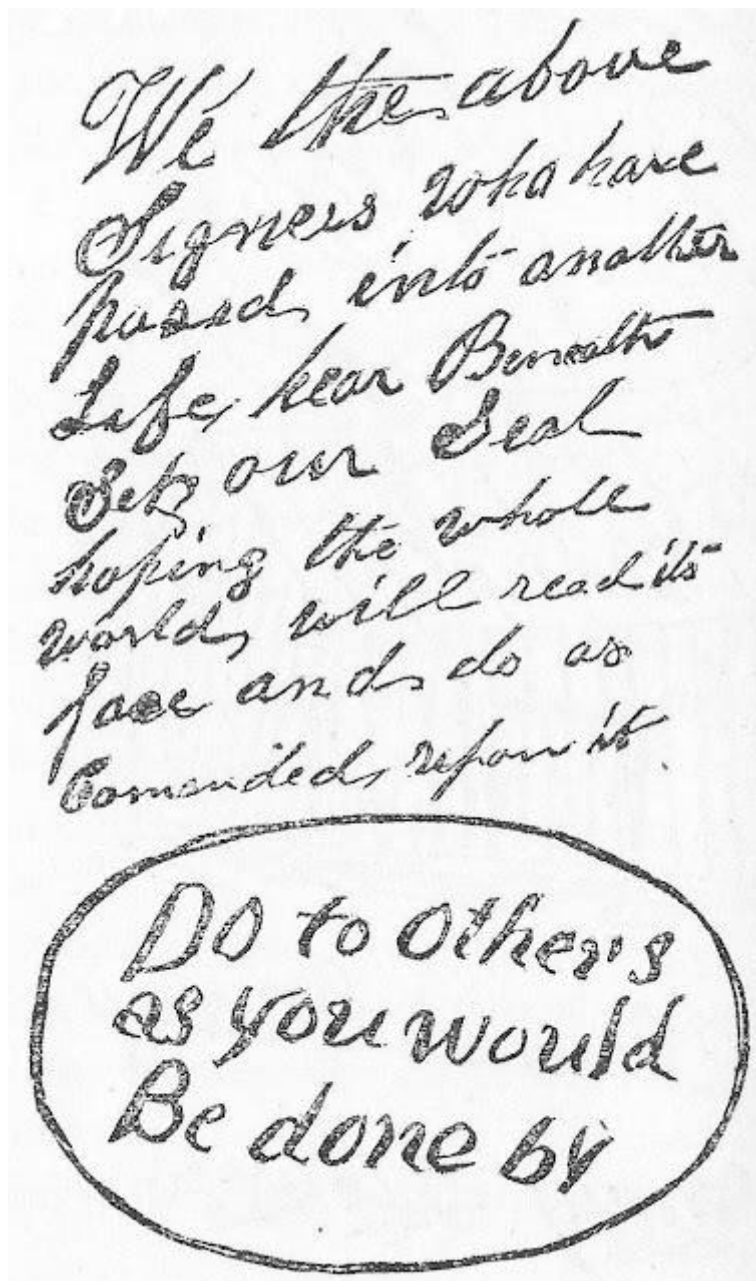 We the above
Signers who have
passed into another
Life, hear Beneath
Set, our Seal
hoping the whole
world, will read its
face and do as
Comended, upon it.
Do to others
as you would
Be done by